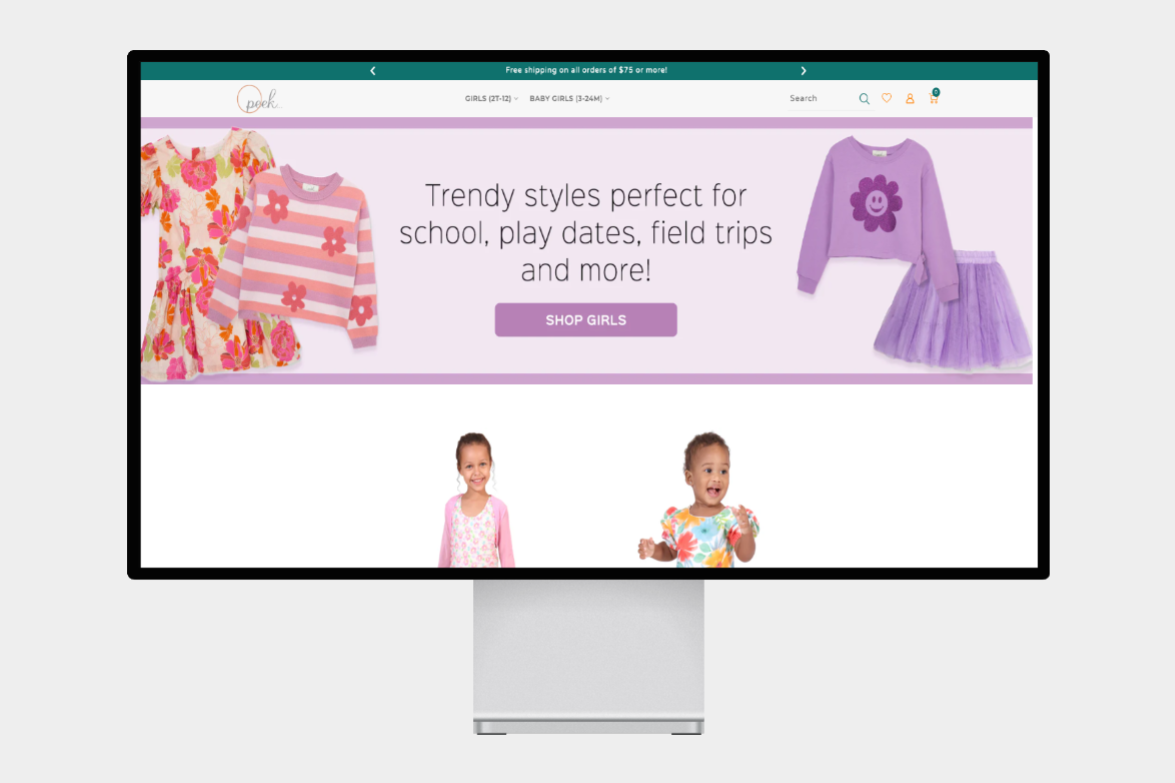 Free shipping on all orders of $75 or more!
peek
GIRLS (2T-12)
BABY GIRLS (3-24M)
Search
0
Trendy styles perfect for
school, play dates, field trips
and more!
SHOP GIRLS